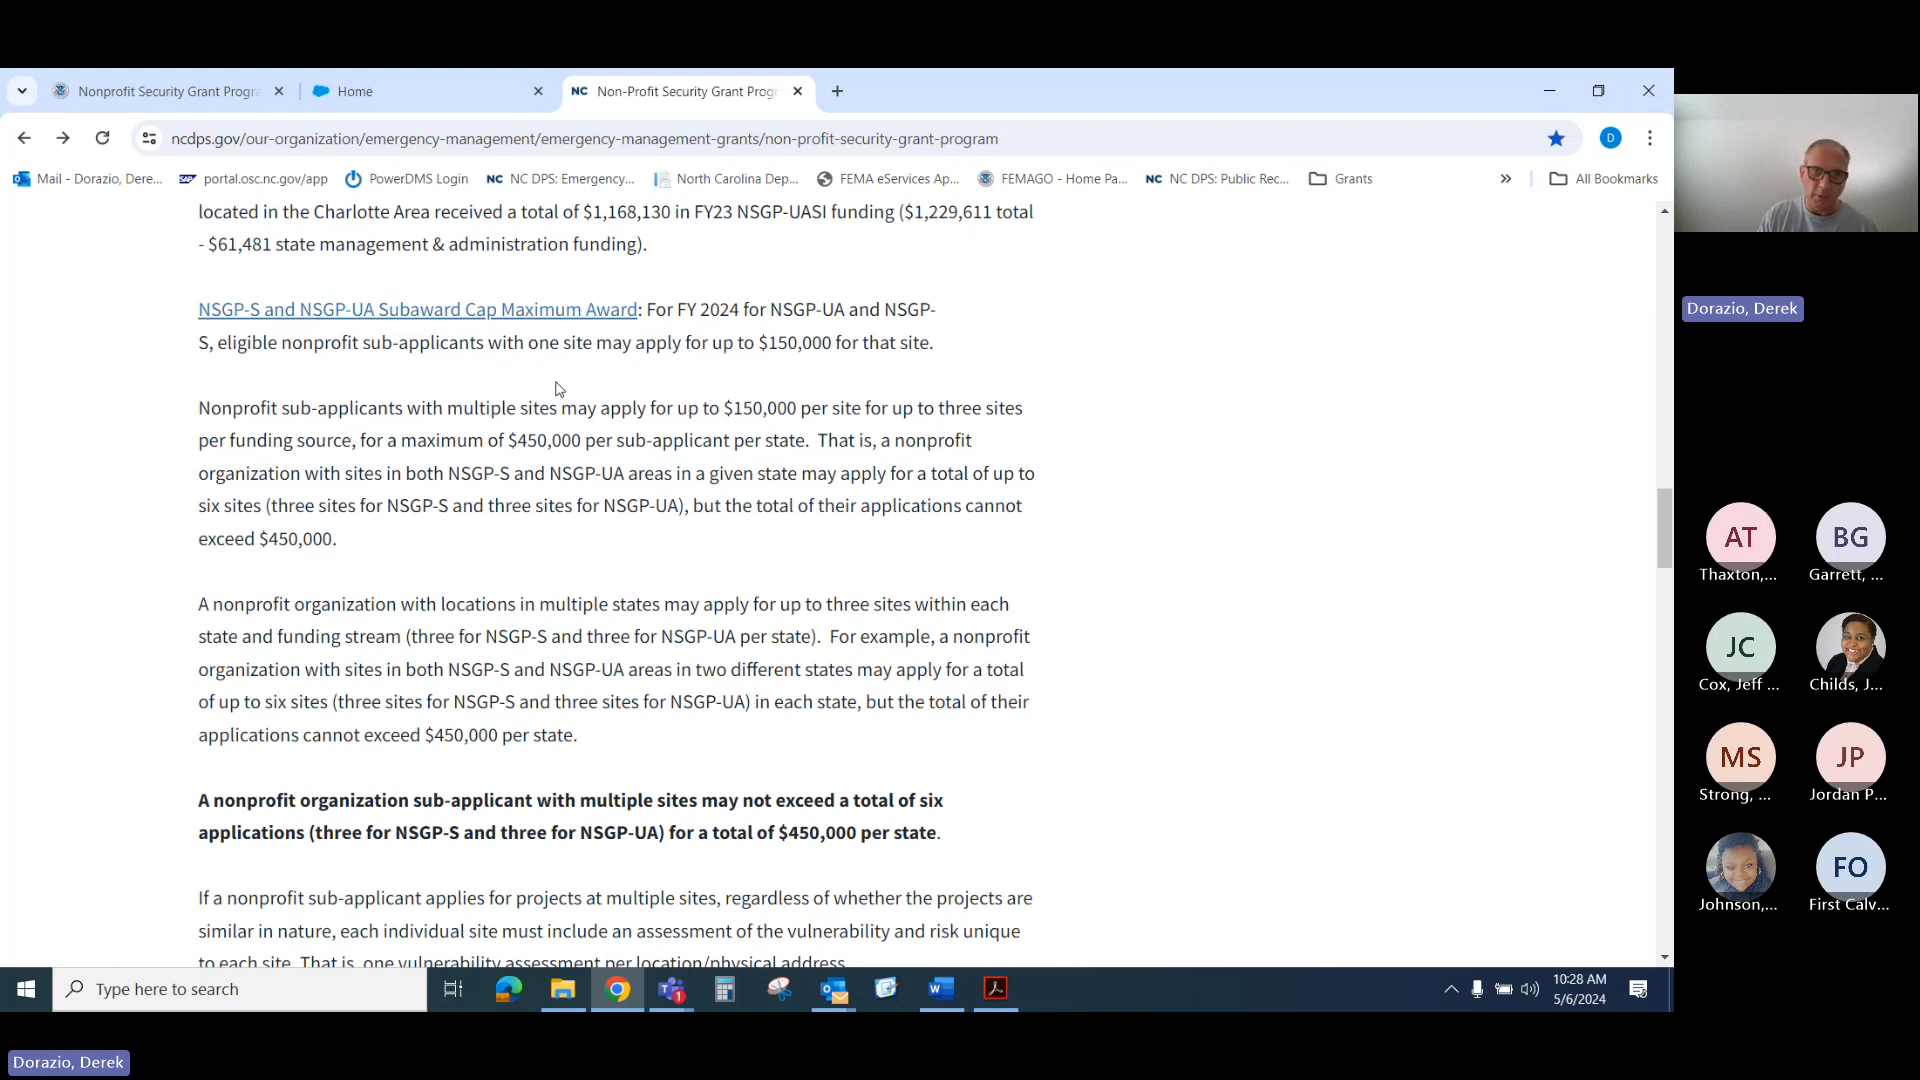 Nonprofit Security Grant Progra
Home
NC Non-Profit Security Grant Progr
ncdps.gov/our-organization/emergency-management/emergency-management-grants/non-profit-security-grant-program
D
Mail - Dorazio, Dere...
SAP portal.osc.nc.gov/app
PowerDMS Login
NC NC DPS: Emergency...
North Carolina Dep...
FEMA eServices Ap...
FEMAGO - Home Pa...
NC NC DPS: Public Rec...
Grants
»
All Bookmarks
located in the Charlotte Area received a total of $1,168,130 in FY23 NSGP-UASI funding ($1,229,611 total
- $61,481 state management & administration funding).
NSGP-S and NSGP-UA Subaward Cap Maximum Award: For FY 2024 for NSGP-UA and NSGP-
S, eligible nonprofit sub-applicants with one site may apply for up to $150,000 for that site.
Nonprofit sub-applicants with multiple sites may apply for up to $150,000 per site for up to three sites
per funding source, for a maximum of $450,000 per sub-applicant per state. That is, a nonprofit
organization with sites in both NSGP-S and NSGP-UA areas in a given state may apply for a total of up to
six sites (three sites for NSGP-S and three sites for NSGP-UA), but the total of their applications cannot
exceed $450,000.
A nonprofit organization with locations in multiple states may apply for up to three sites within each
state and funding stream (three for NSGP-S and three for NSGP-UA per state). For example, a nonprofit
organization with sites in both NSGP-S and NSGP-UA areas in two different states may apply for a total
of up to six sites (three sites for NSGP-S and three sites for NSGP-UA) in each state, but the total of their
applications cannot exceed $450,000 per state.
A nonprofit organization sub-applicant with multiple sites may not exceed a total of six
applications (three for NSGP-S and three for NSGP-UA) for a total of $450,000 per state.
If a nonprofit sub-applicant applies for projects at multiple sites, regardless of whether the projects are
similar in nature, each individual site must include an assessment of the vulnerability and risk unique
to each site. That is, one vulnerability assessment per location/physical address.
Type here to search
1
10:28 AM
5/6/2024
Dorazio, Derek
AT
Thaxton,...
BG
Garrett, ...
JC
Cox, Jeff ...
Childs, J...
MS
Strong, ...
JP
Jordan P...
Johnson,...
FO
First Calv...
Dorazio, Derek